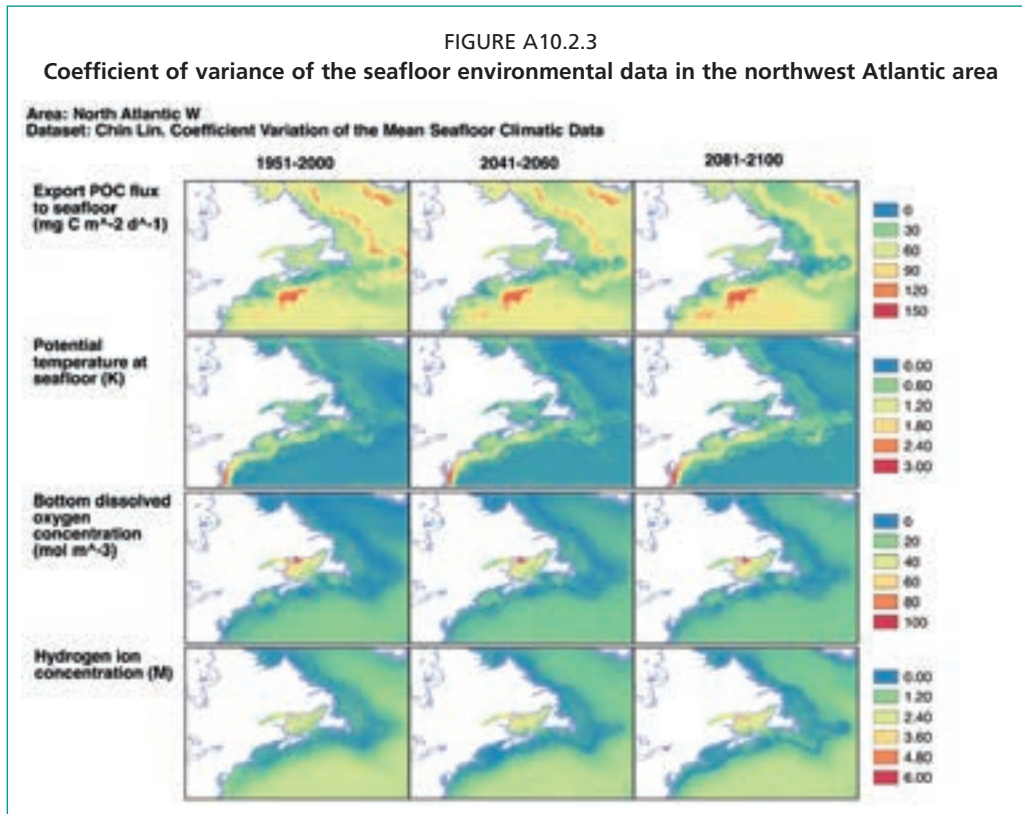 FIGURE A10.2.3
Coefficient of variance of the seafloor environmental data in the northwest Atlantic area
Area: North Atlantic W
Dataset: Chin Lin. Coefficient Variation of the Mean Seafloor Climatic Data
1951-2000 2041-2060 2081-2100
Export POC flux
to seafloor
(mg C m^-2 d^-1)
0
30
60
90
120
150
Potential
temperature at
seafloor (K)
0.00
0.60
1.20
1.80
2.40
3.00
Bottom dissolved
oxygen
concentration
(mol m^-3)
0
20
40
60
80
100
Hydrogen ion
concentration (M)
0.00
1.20
2.40
3.60
4.80
6.00